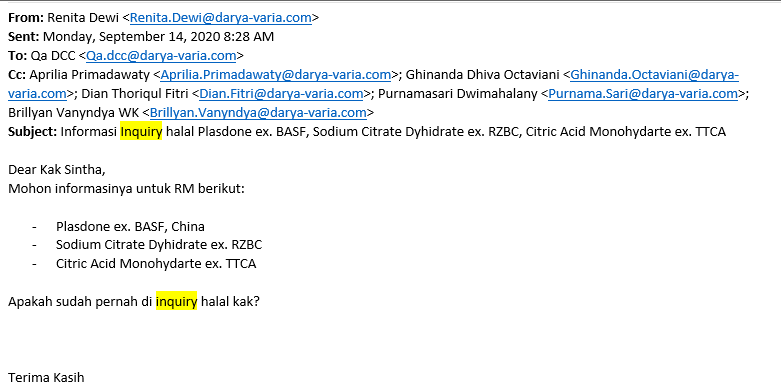 From: Renita Dewi <Renita.Dewi@darya-varia.com>
Sent: Monday, September 14, 2020 8:28 AM
To: Qa DCC <Qa.dcc@darya-varia.com>
Cc: Aprilia Primadawaty <Aprilia.Primadawaty@darya-varia.com>; Ghinanda Dhiva Octaviani <Ghinanda.Octaviani@darya-
varia.com>; Dian Thoriqul Fitri <Dian.Fitri@darya-varia.com>; Purnamasari Dwimahalany <Purnama.Sari@darya-varia.com>;
Brillyan Vanyndya WK <Brillyan.Vanyndya@darya-varia.com>
Subject: Informasi Inquiry halal Plasdone ex. BASF, Sodium Citrate Dyhidrate ex. RZBC, Citric Acid Monohydarte ex. TTCA
Dear Kak Sintha,
Mohon informasinya untuk RM berikut:
- Plasdone ex. BASF, China
- Sodium Citrate Dyhidrate ex. RZBC
- Citric Acid Monohydarte ex. TTCA
Apakah sudah pernah di inquiry halal kak?
Terima Kasih